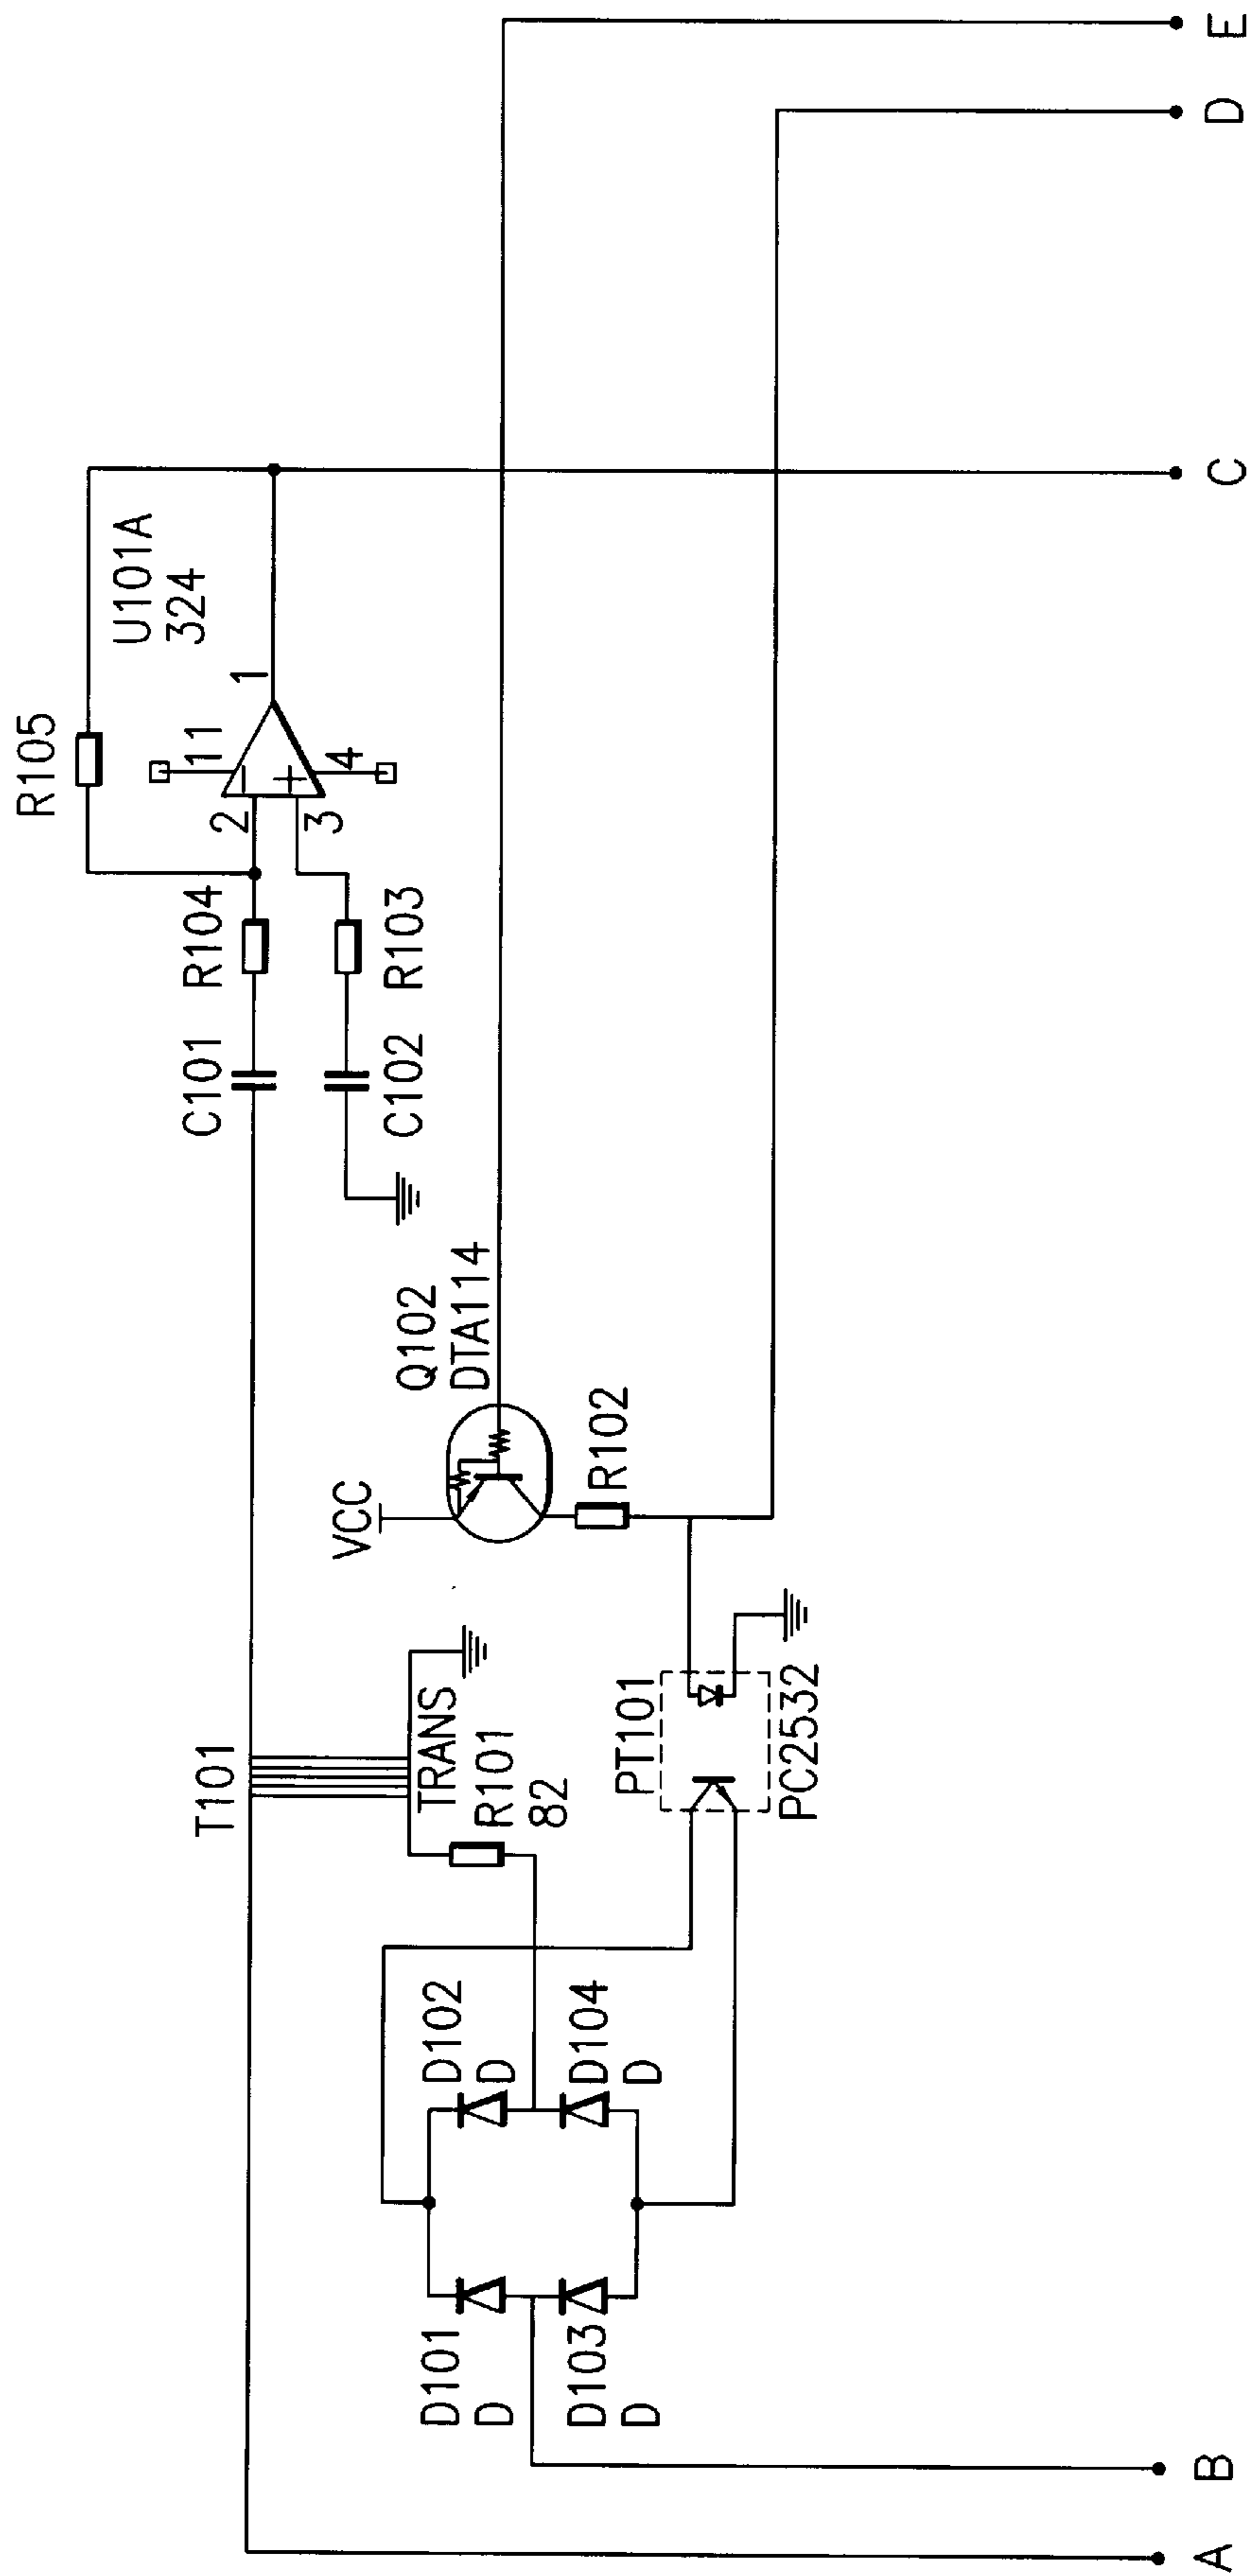 R105
U101A
324
11
1
2
3
4
C101
R104
C102
R103
T101
TRANS
R101
82
VCC
Q102
DTA114
R102
PT101
PC2532
D102
D
D104
D
D101
D
D103
D
A
B
C
D
E